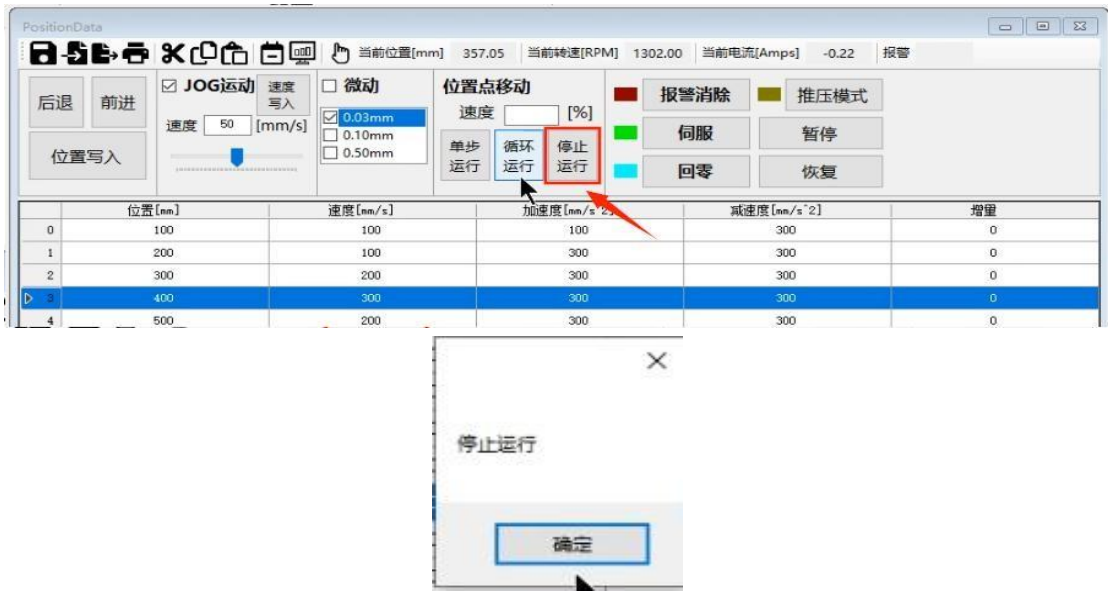 PositionData
当前位置[mm] 357.05 当前转速[RPM] 1302.00 当前电流[Amps] -0.22 报警
后退 前进 位置写入
JOG运动 速度写入
速度 50 [mm/s]
微动
0.03mm
0.10mm
0.50mm
位置点移动
速度 [%]
单步运行 循环运行 停止运行
报警消除 推压模式
伺服 暂停
回零 恢复
位置[mm] 速度[mm/s] 加速度[mm/s^2] 减速度[mm/s^2] 增量
0 100 100 100 300 0
1 200 100 300 300 0
2 300 200 300 300 0
3 400 300 300 300 0
4 500 200 300 300 0
停止运行
确定